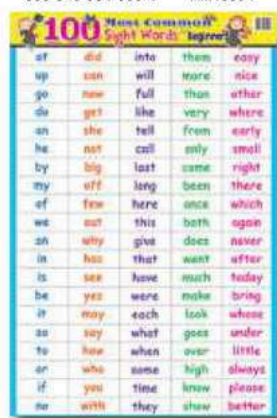 100 Most Common
Sight Words beginners
at did into them easy
up can will more nice
go now full than other
do get like very where
an she tell from early
he not call only small
by big last came right
my off long been there
of few here once which
we out this both again
on why give does never
in has that went after
is see have much today
be yes were make bring
it may each look whose
so say what goes under
to how when over little
or who some high always
if you time know please
no with they show better